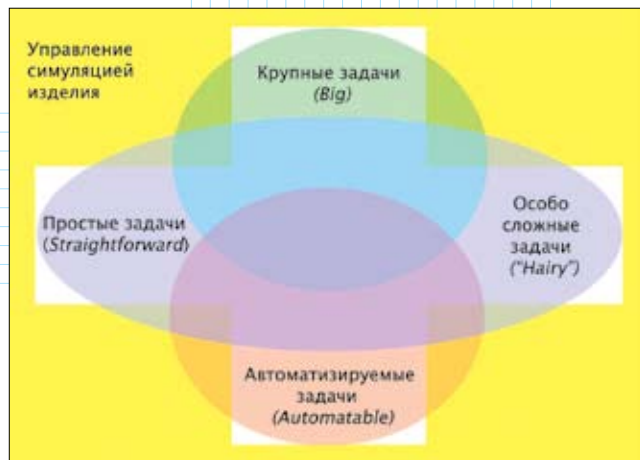 Управление
симуляцией
изделия
Крупные задачи
(Big)
Простые задачи
(Straightforward)
Особо
сложные
задачи
("Hairy")
Автоматизируемые
задачи
(Automatable)